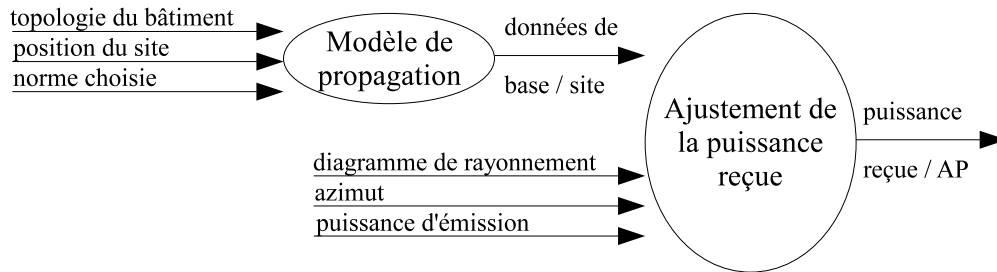 topologie du bâtiment
position du site
norme choisie
Modèle de
propagation
données de
base / site
diagramme de rayonnement
azimut
puissance d'émission
Ajustement de
la puissance
reçue
puissance
reçue / AP